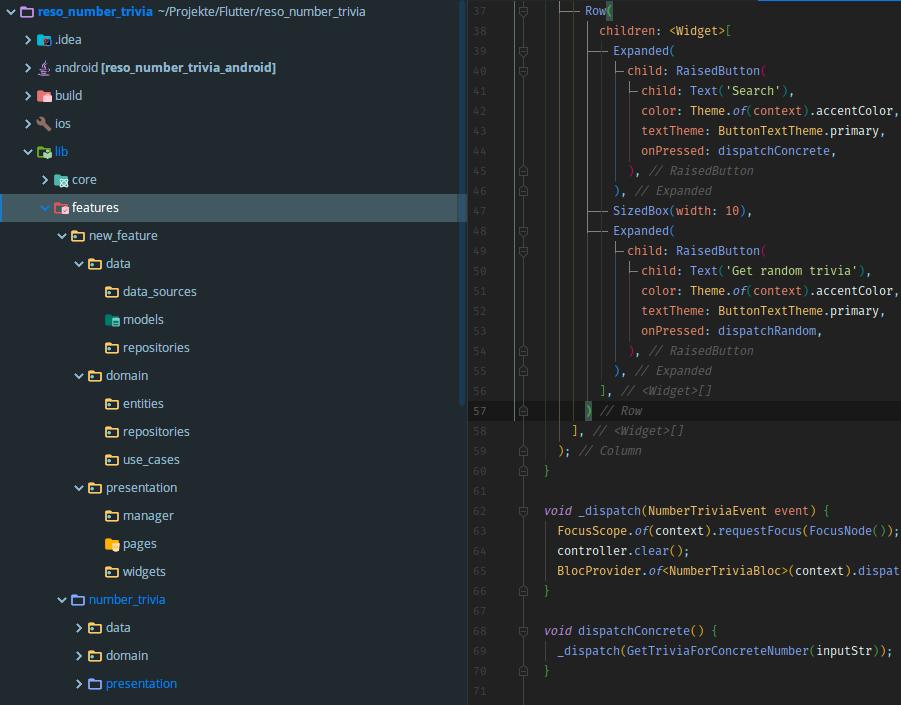 reso_number_trivia ~/Projekte/Flutter/reso_number_trivia
.idea
android [reso_number_trivia_android]
build
ios
lib
core
features
new_feature
data
data_sources
models
repositories
domain
entities
repositories
use_cases
presentation
manager
pages
widgets
number_trivia
data
domain
presentation
37 Row(
38 children: <Widget>[
39 Expanded(
40 child: RaisedButton(
41 child: Text('Search'),
42 color: Theme.of(context).accentColor,
43 textTheme: ButtonTextTheme.primary,
44 onPressed: dispatchConcrete,
45 ), // RaisedButton
46 ), // Expanded
47 SizedBox(width: 10),
48 Expanded(
49 child: RaisedButton(
50 child: Text('Get random trivia'),
51 color: Theme.of(context).accentColor,
52 textTheme: ButtonTextTheme.primary,
53 onPressed: dispatchRandom,
54 ), // RaisedButton
55 ), // Expanded
56 ], // <Widget>[]
57 ) // Row
58 ], // <Widget>[]
59 ); // Column
60 }
61
62 void _dispatch(NumberTriviaEvent event) {
63 FocusScope.of(context).requestFocus(FocusNode());
64 controller.clear();
65 BlocProvider.of<NumberTriviaBloc>(context).dispat
66 }
67
68 void dispatchConcrete() {
69 _dispatch(GetTriviaForConcreteNumber(inputStr));
70 }
71